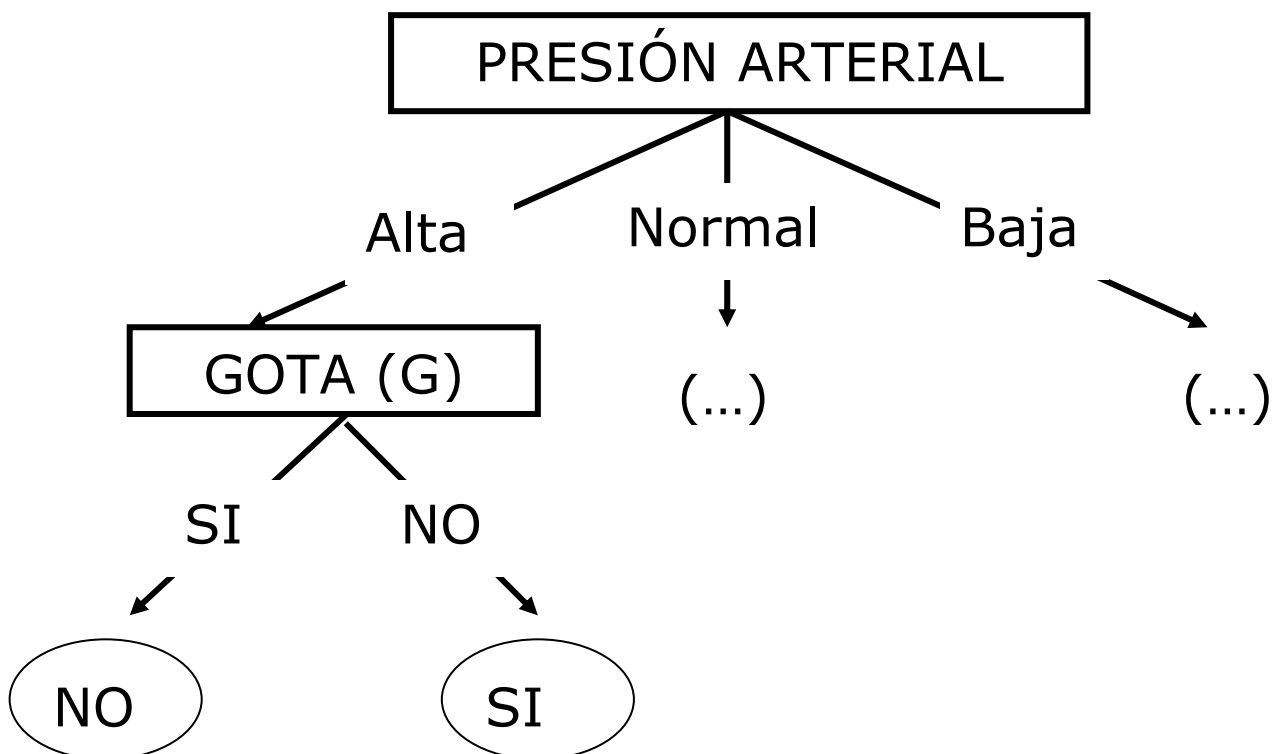 PRESIÓN ARTERIAL
Alta
Normal
Baja
GOTA (G)
(...)
(...)
SI
NO
NO
SI